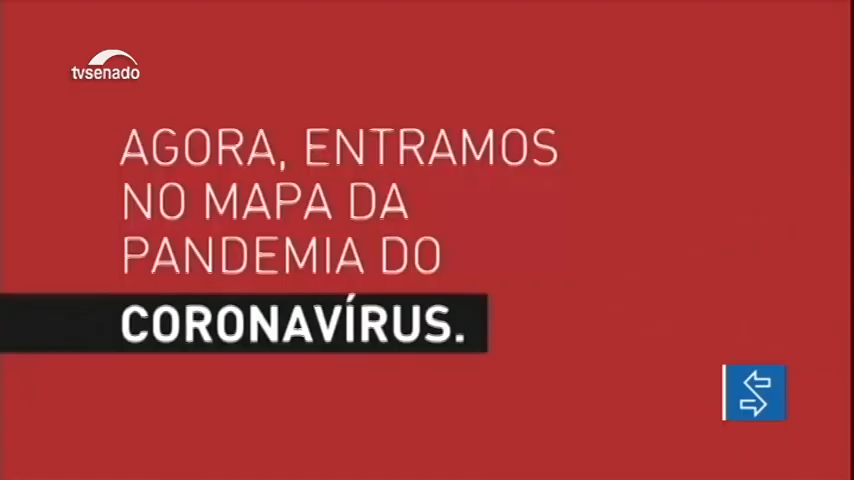 tvsenado
AGORA, ENTRAMOS
NO MAPA DA
PANDEMIA DO
CORONAVÍRUS.